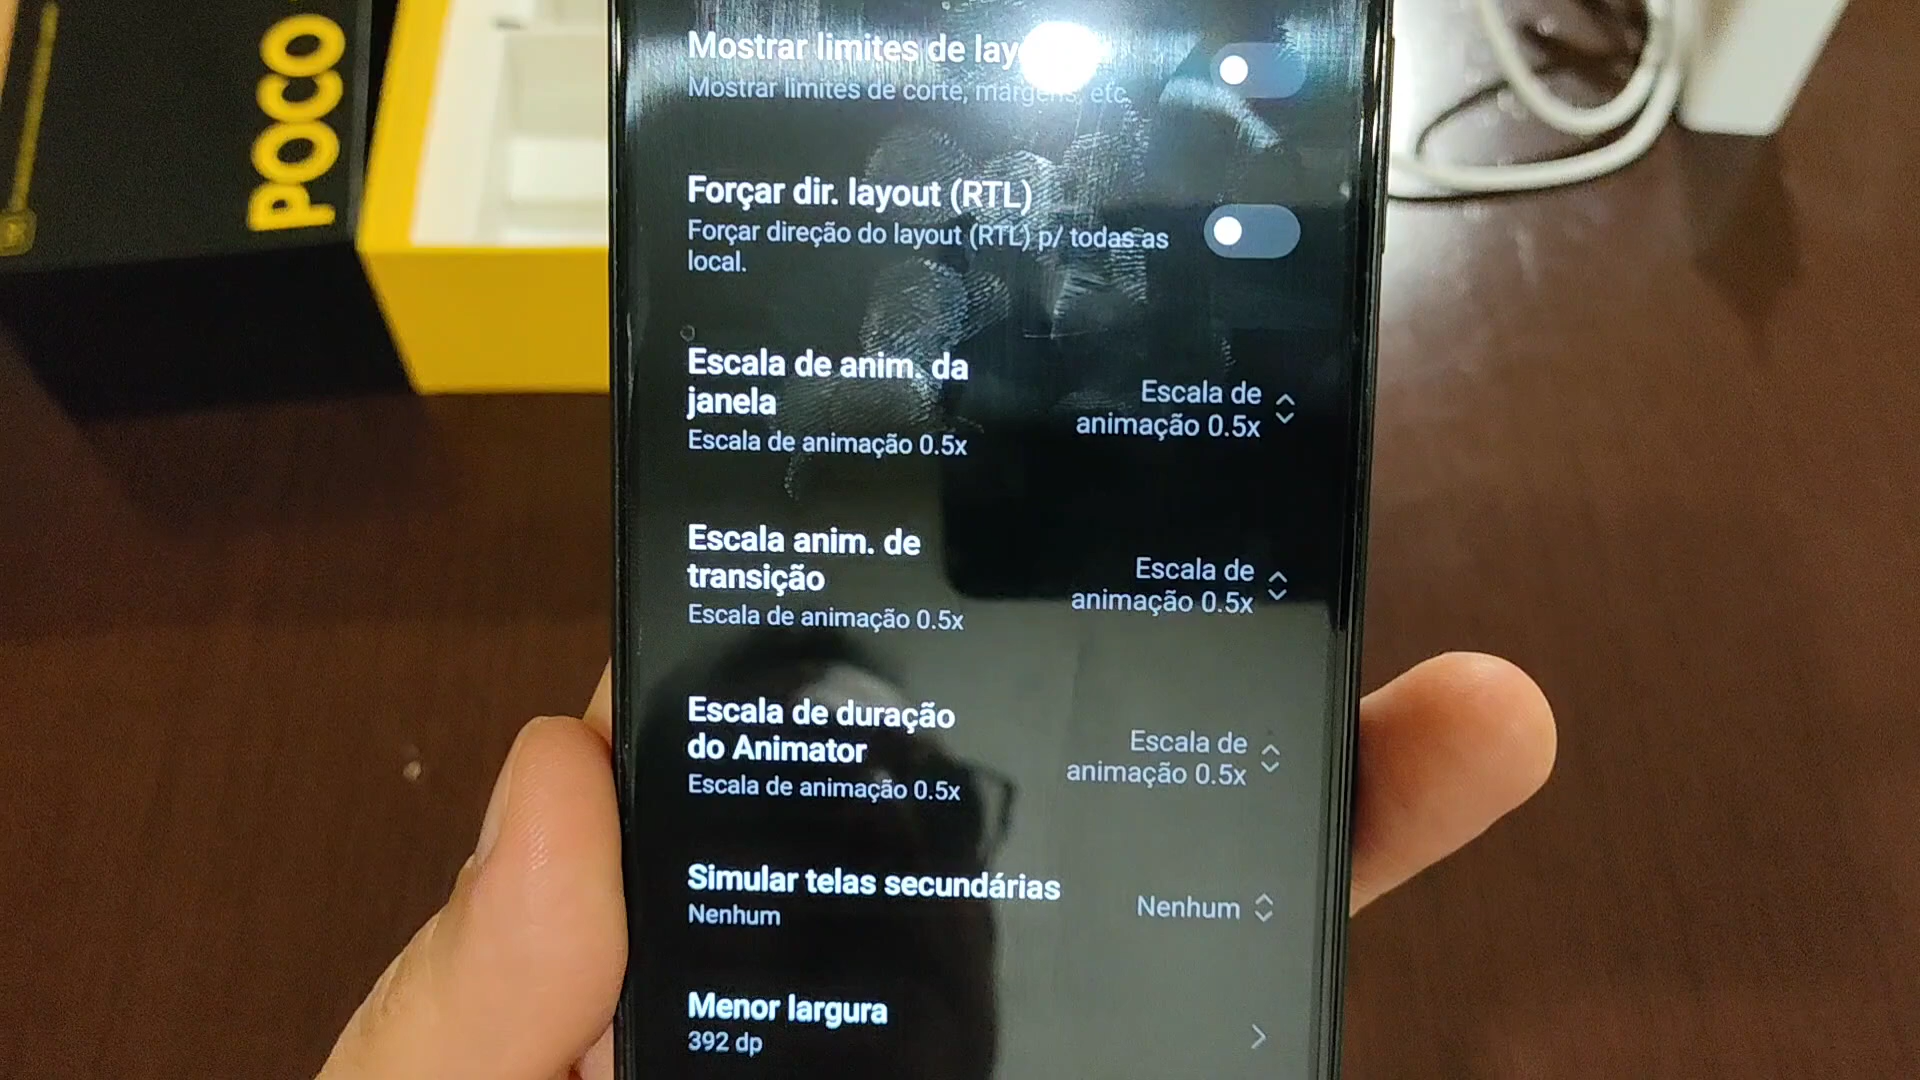 POCO
Mostrar limites de lay
Mostrar limites de corte, margens, etc.
Forçar dir. layout (RTL)
Forçar direção do layout (RTL) p/ todas as
local.
Escala de anim. da
janela
Escala de animação 0.5x
Escala de
animação 0.5x
Escala anim. de
transição
Escala de animação 0.5x
Escala de
animação 0.5x
Escala de duração
do Animator
Escala de animação 0.5x
Escala de
animação 0.5x
Simular telas secundárias
Nenhum
Nenhum
Menor largura
392 dp